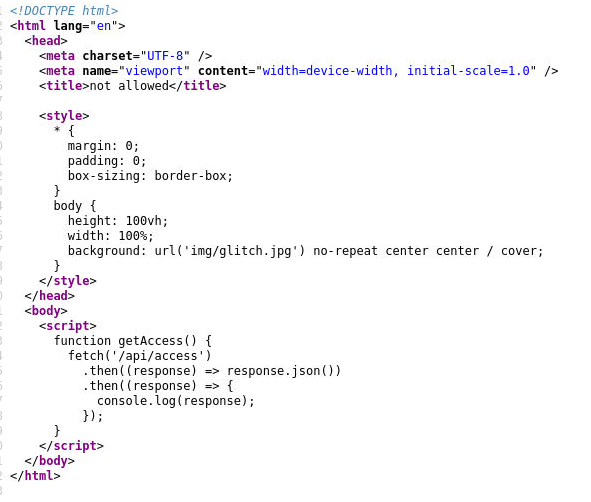 <!DOCTYPE html>
<html lang="en">
  <head>
    <meta charset="UTF-8" />
    <meta name="viewport" content="width=device-width, initial-scale=1.0" />
    <title>not allowed</title>

    <style>
      * {
        margin: 0;
        padding: 0;
        box-sizing: border-box;
      }
      body {
        height: 100vh;
        width: 100%;
        background: url('img/glitch.jpg') no-repeat center center / cover;
      }
    </style>
  </head>
  <body>
    <script>
      function getAccess() {
        fetch('/api/access')
          .then((response) => response.json())
          .then((response) => {
            console.log(response);
          });
      }
    </script>
  </body>
</html>